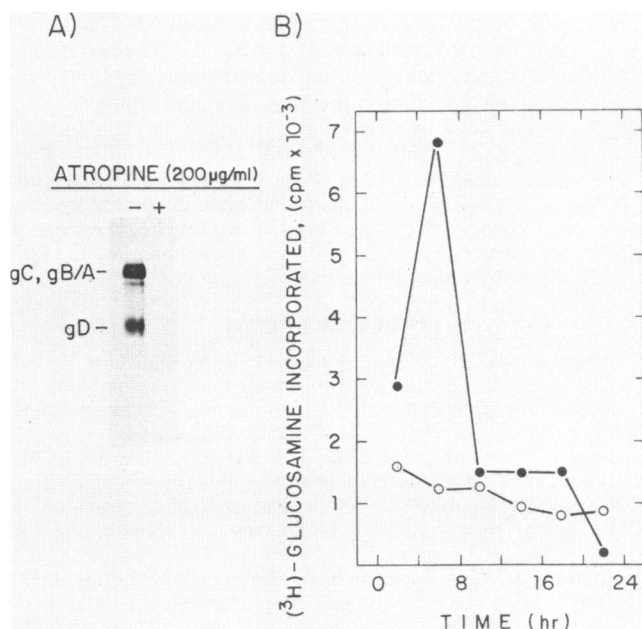 A)
B)
ATROPINE (200µg/ml)
− +
gC, gB/A−
gD−
(³H)-GLUCOSAMINE INCORPORATED, (cpm x 10⁻³)
7
6
5
4
3
2
1
0 8 16 24
TIME (hr)